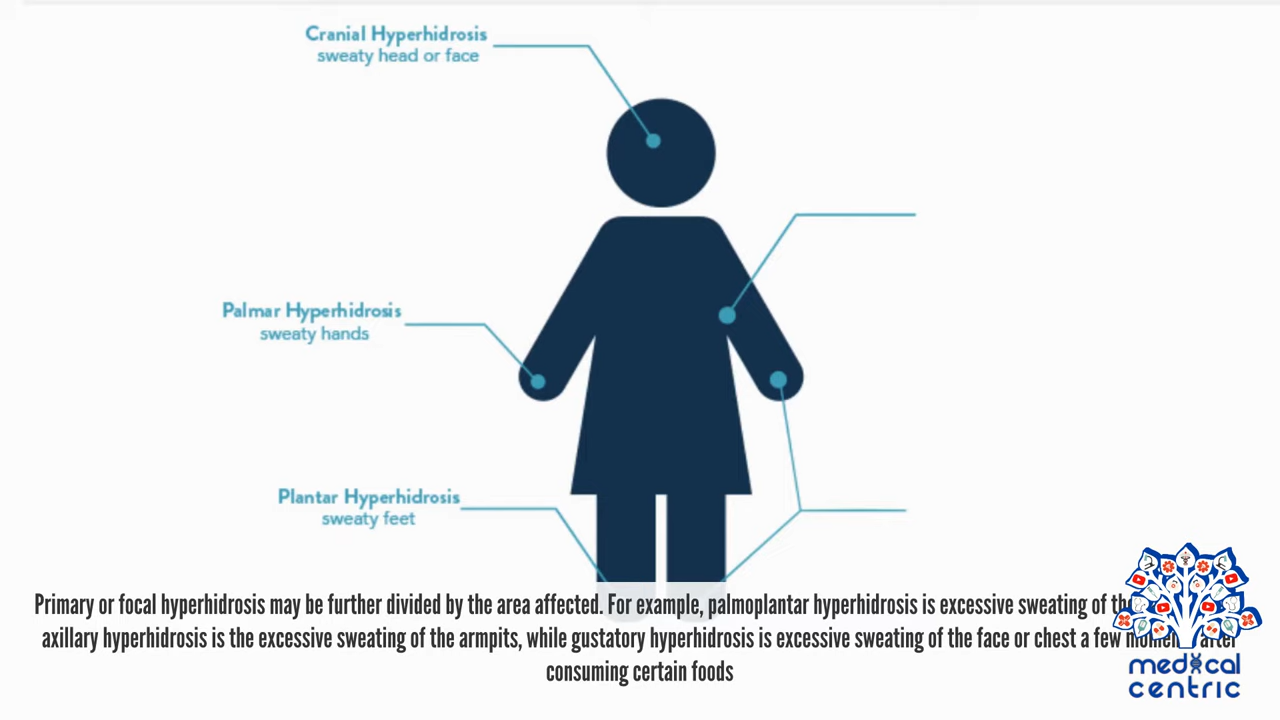 Cranial Hyperhidrosis
sweaty head or face
Palmar Hyperhidrosis
sweaty hands
Plantar Hyperhidrosis
sweaty feet
Primary or focal hyperhidrosis may be further divided by the area affected. For example, palmoplantar hyperhidrosis is excessive sweating of
axillary hyperhidrosis is the excessive sweating of the armpits, while gustatory hyperhidrosis is excessive sweating of the face or chest a few after
consuming certain foods
medical
centric